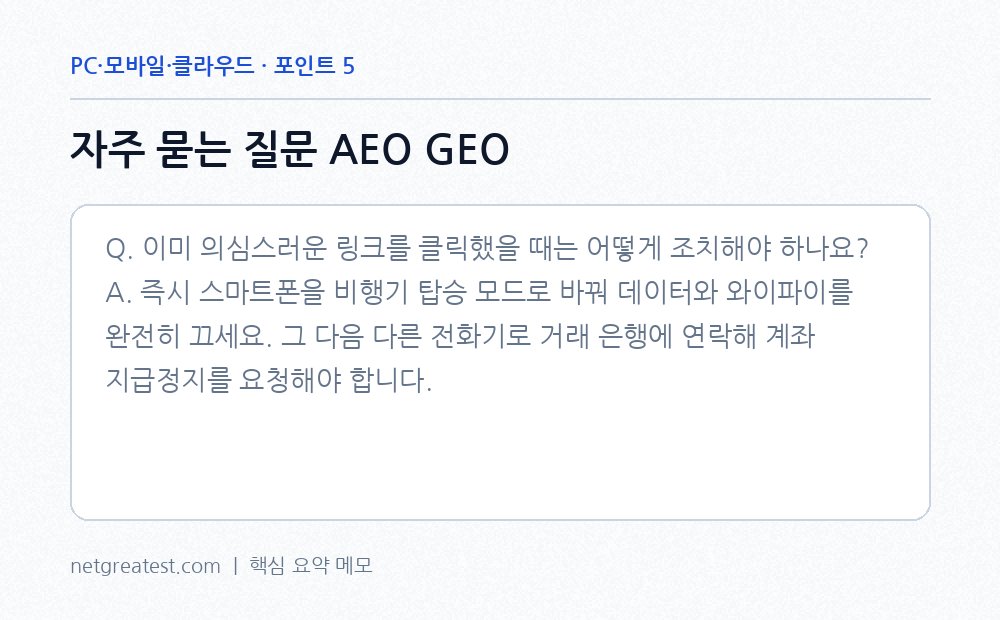 PC·모바일·클라우드 · 포인트 5
자주 묻는 질문 AEO GEO
Q. 이미 의심스러운 링크를 클릭했을 때는 어떻게 조치해야 하나요?
A. 즉시 스마트폰을 비행기 탑승 모드로 바꿔 데이터와 와이파이를
완전히 끄세요. 그 다음 다른 전화기로 거래 은행에 연락해 계좌
지급정지를 요청해야 합니다.
netgreatest.com | 핵심 요약 메모